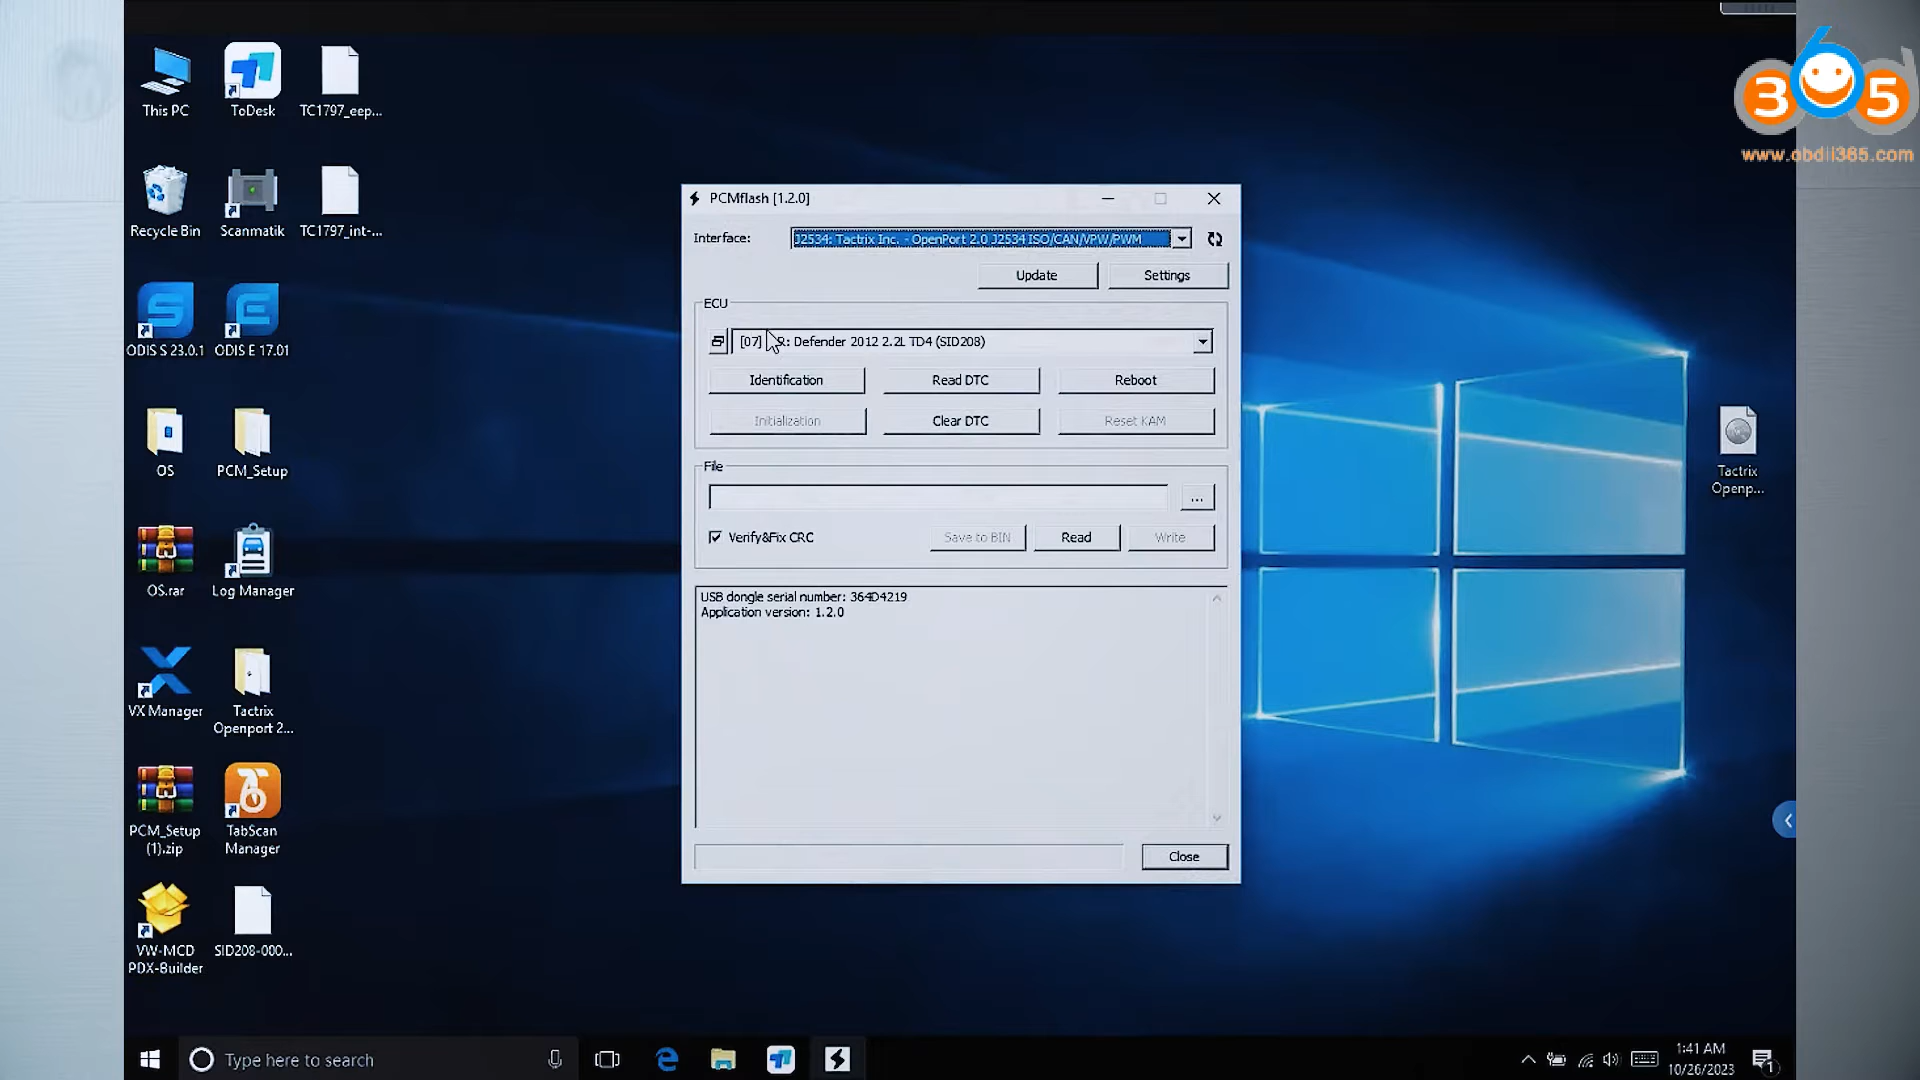 365
www.obdii365.com
This PC
ToDesk
TC1797_eep...
Recycle Bin
Scanmatik
TC1797_int-...
ODIS S 23.0.1
ODIS E 17.01
OS
PCM_Setup
OS.rar
Log Manager
VX Manager
Tactrix
Openport 2...
PCM_Setup
(1).zip
TabScan
Manager
VW-MCD
PDX-Builder
SID208-000...
PCMflash [1.2.0]
Interface:
J2534: Tactrix Inc. - OpenPort 2.0 J2534 ISO/CAN/VPW/PWM
Update
Settings
ECU
[07] R: Defender 2012 2.2L TD4 (SID208)
Identification
Read DTC
Reboot
Initialization
Clear DTC
Reset KAM
File
...
Verify&Fix CRC
Save to BIN
Read
Write
USB dongle serial number: 364D4219
Application version: 1.2.0
Close
Tactrix
Openp...
Type here to search
1:41 AM
10/26/2023
1